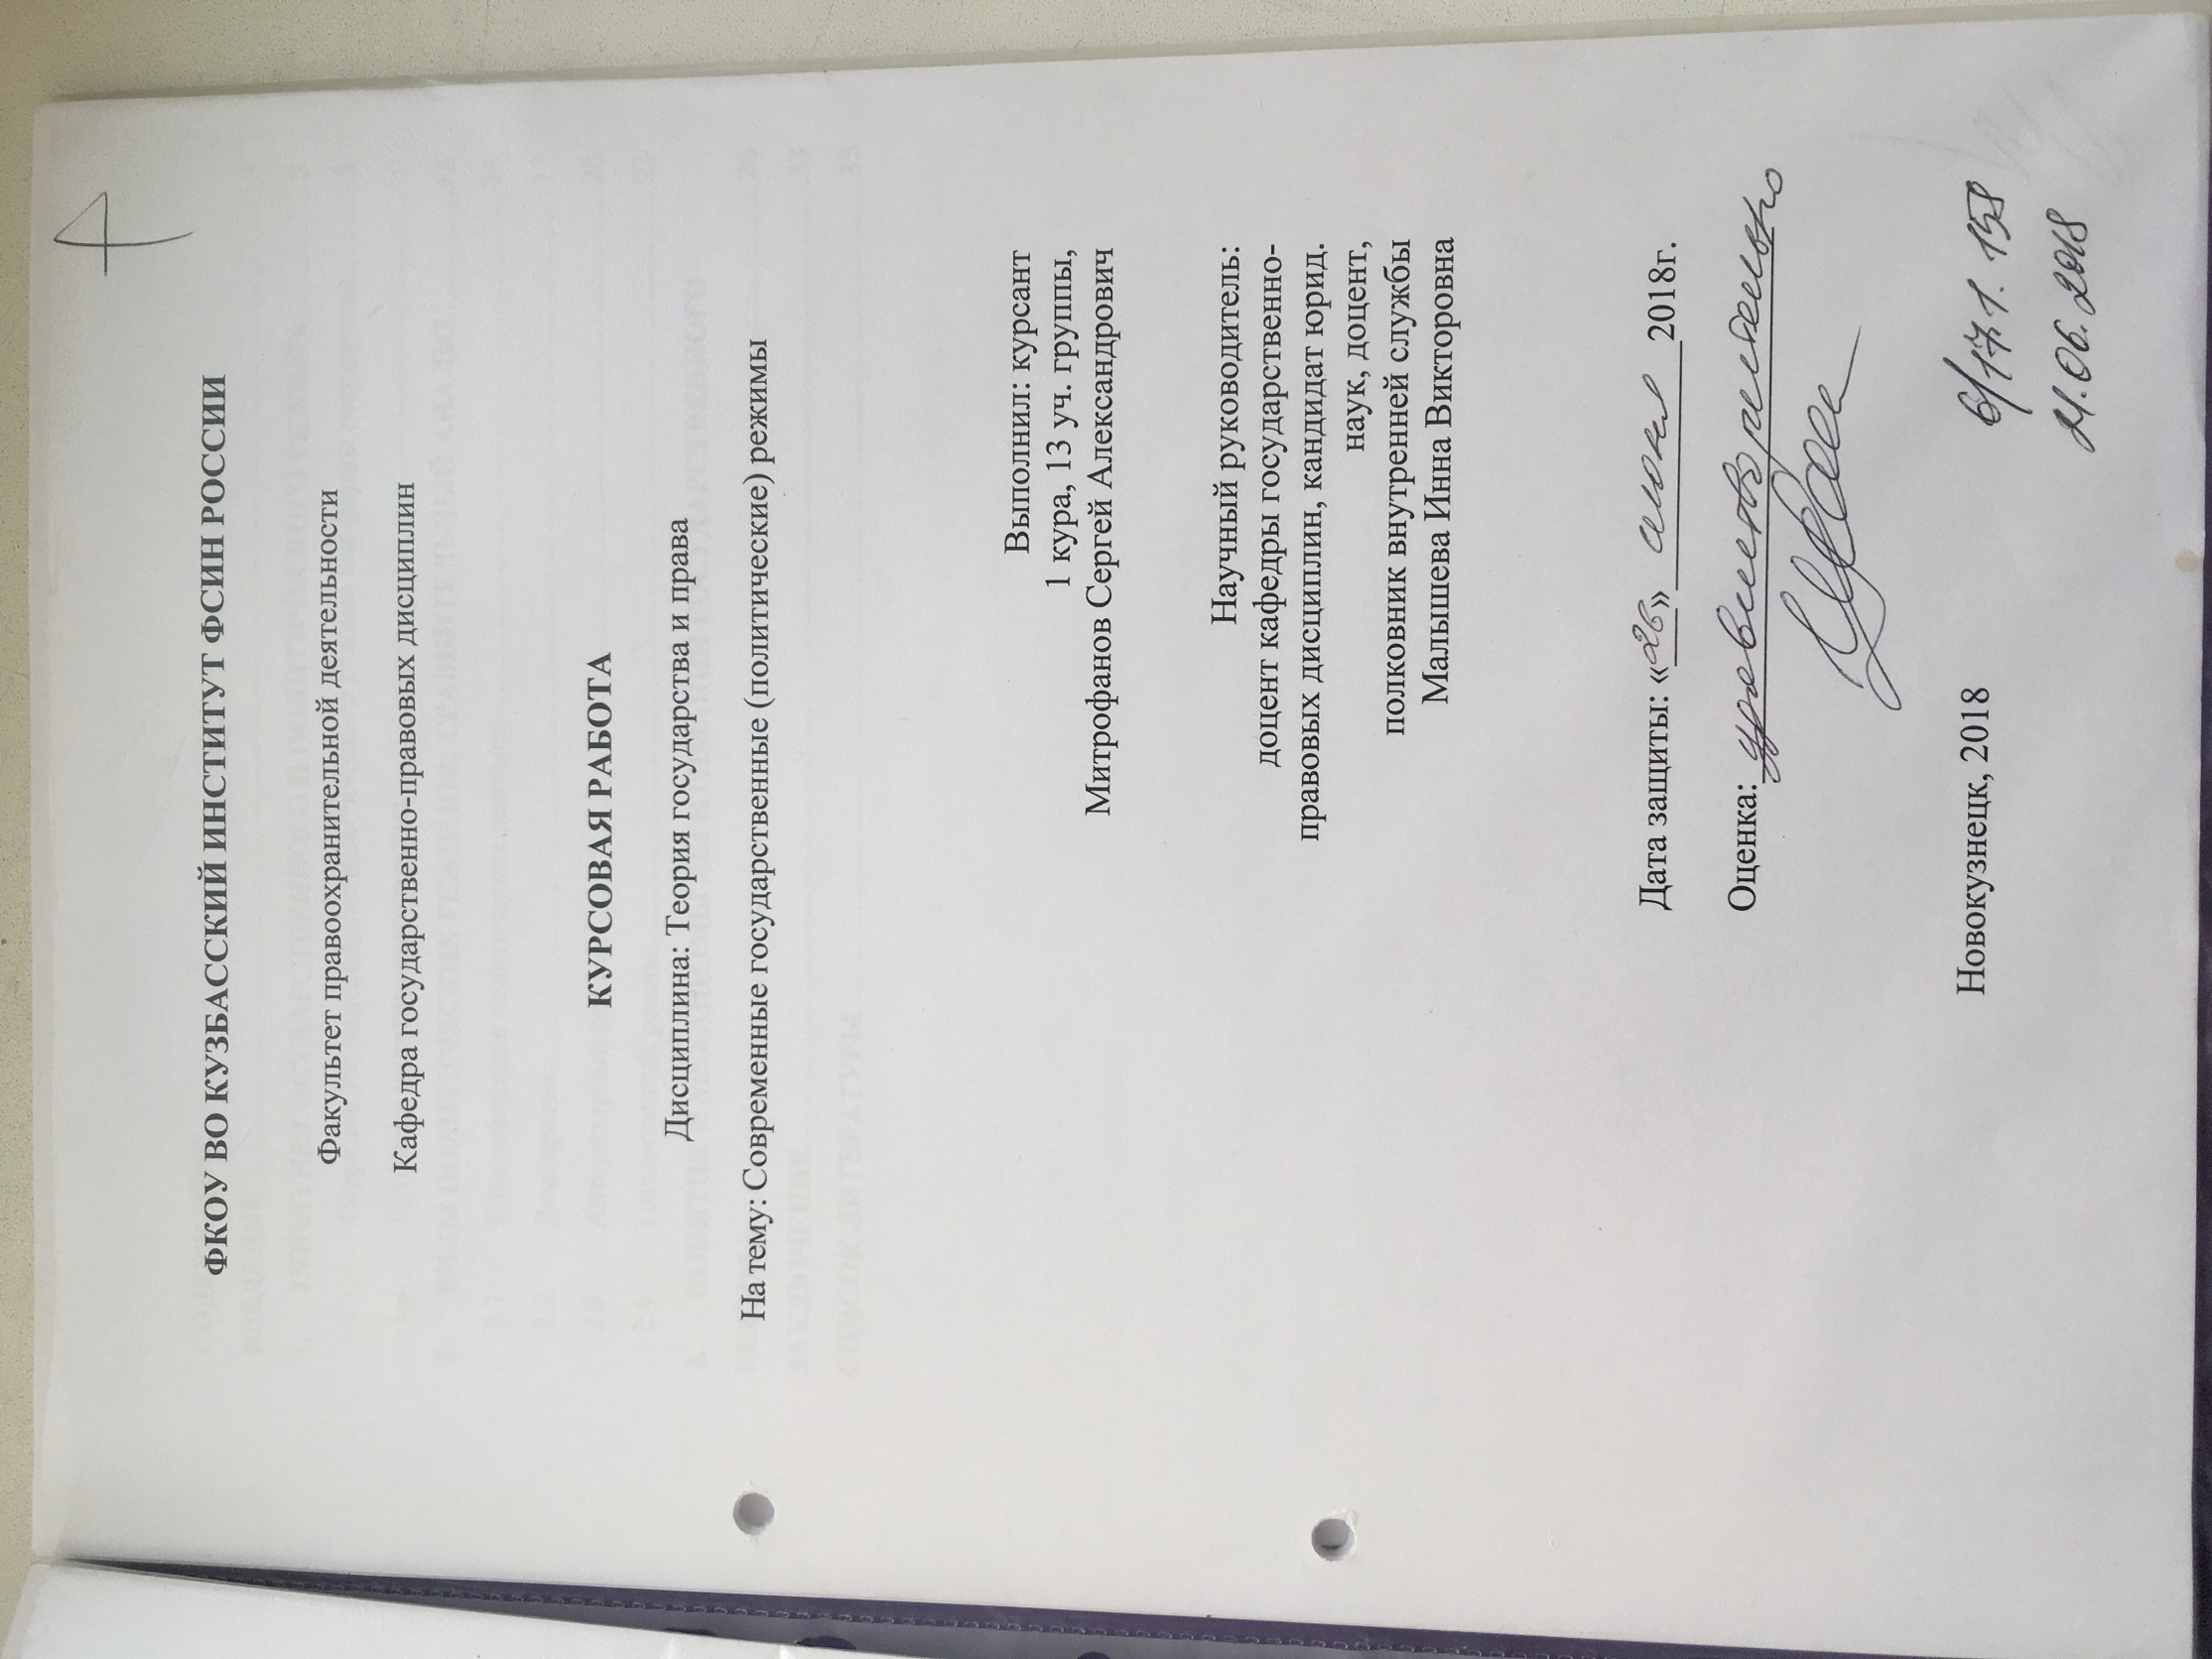 ФКОУ ВО КУЗБАССКИЙ ИНСТИТУТ ФСИН РОССИИ
Факультет правоохранительной деятельности
Кафедра государственно-правовых дисциплин
КУРСОВАЯ РАБОТА
Дисциплина: Теория государства и права
На тему: Современные государственные (политические) режимы
Выполнил: курсант
1 кура, 13 уч. группы,
Митрофанов Сергей Александрович
Научный руководитель:
доцент кафедры государственно-
правовых дисциплин, кандидат юрид.
наук, доцент,
полковник внутренней службы
Малышева Инна Викторовна
Дата защиты: «26» июня 2018г.
Оценка: удовлетворительно
Новокузнецк, 2018
21.06.2018